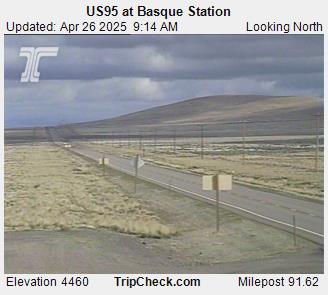 US95 at Basque Station
Updated: Apr 26 2025 9:14 AM Looking North
Elevation 4460 TripCheck.com Milepost 91.62